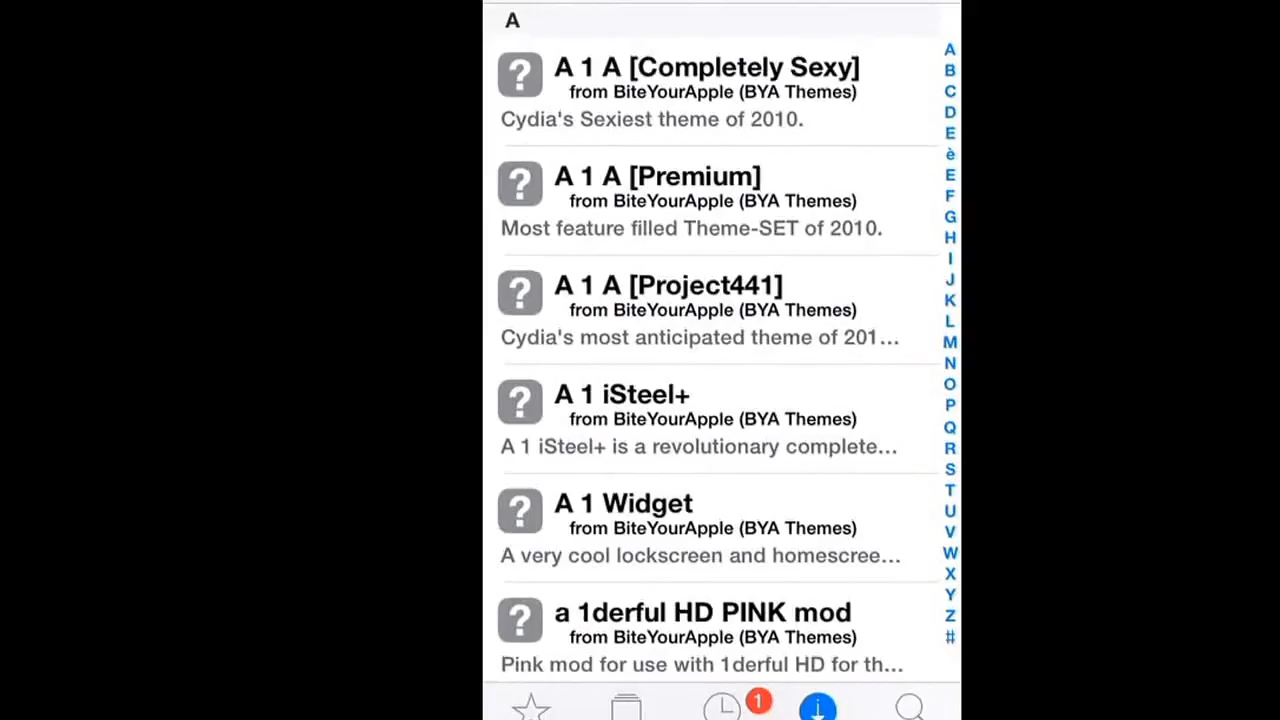 A
A 1 A [Completely Sexy]
from BiteYourApple (BYA Themes)
Cydia's Sexiest theme of 2010.
A 1 A [Premium]
from BiteYourApple (BYA Themes)
Most feature filled Theme-SET of 2010.
A 1 A [Project441]
from BiteYourApple (BYA Themes)
Cydia's most anticipated theme of 201...
A 1 iSteel+
from BiteYourApple (BYA Themes)
A 1 iSteel+ is a revolutionary complete...
A 1 Widget
from BiteYourApple (BYA Themes)
A very cool lockscreen and homescree...
a 1derful HD PINK mod
from BiteYourApple (BYA Themes)
Pink mod for use with 1derful HD for th...
A
B
C
D
E
è
E
F
G
H
I
J
K
L
M
N
O
P
Q
R
S
T
U
V
W
X
Y
Z
#
1